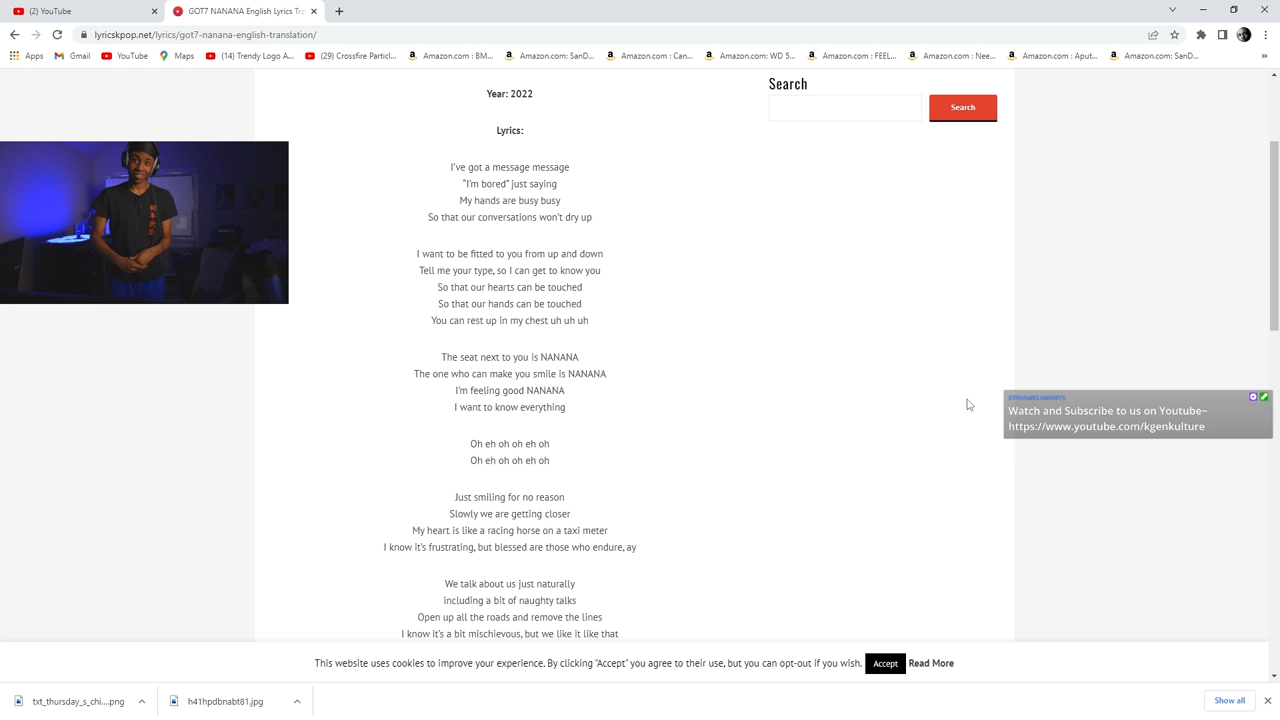 (2) YouTube
GOT7 NANANA English Lyrics Tra
lyricskpop.net/lyrics/got7-nanana-english-translation/
Apps
Gmail
YouTube
Maps
(14) Trendy Logo A...
(29) Crossfire Particl...
Amazon.com : BM...
Amazon.com: SanD...
Amazon.com : Can...
Amazon.com: WD 5...
Amazon.com : FEEL...
Amazon.com : Nee...
Amazon.com : Aput...
Amazon.com: SanD...
»
Year: 2022
Search
Search
Lyrics:
I've got a message message
“I'm bored” just saying
My hands are busy busy
So that our conversations won't dry up
I want to be fitted to you from up and down
Tell me your type, so I can get to know you
So that our hearts can be touched
So that our hands can be touched
You can rest up in my chest uh uh uh
The seat next to you is NANANA
The one who can make you smile is NANANA
I'm feeling good NANANA
I want to know everything
Oh eh oh oh eh oh
Oh eh oh oh eh oh
Just smiling for no reason
Slowly we are getting closer
My heart is like a racing horse on a taxi meter
I know it's frustrating, but blessed are those who endure, ay
We talk about us just naturally
including a bit of naughty talks
Open up all the roads and remove the lines
I know it's a bit mischievous, but we like it like that
STREAMELEMENTS
Watch and Subscribe to us on Youtube~
https://www.youtube.com/kgenkulture
This website uses cookies to improve your experience. By clicking “Accept” you agree to their use, but you can opt-out if you wish. Accept Read More
txt_thursday_s_chi....png
h41hpdbnabt81.jpg
Show all